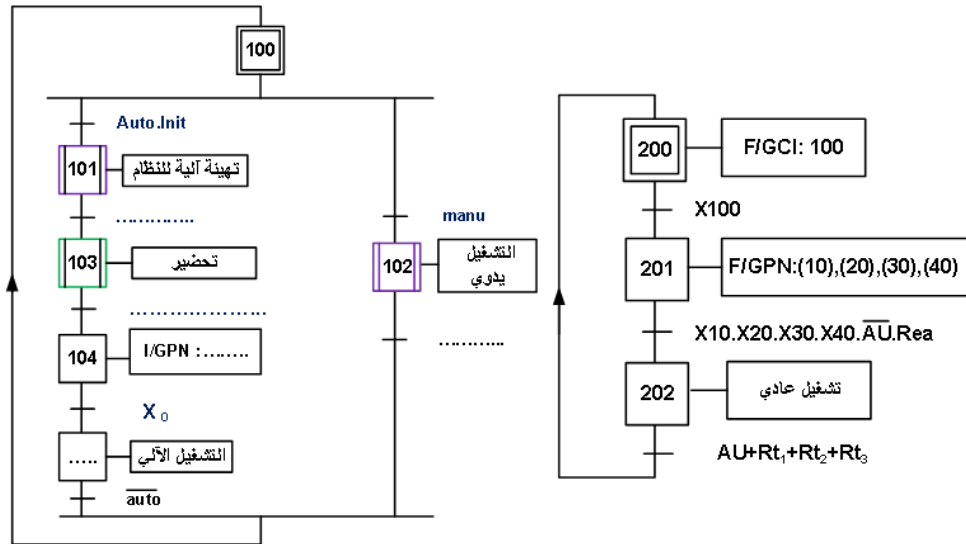 100
Auto.Init
101
تهيئة آلية للنظام
..............
103
تحضير
......................
104
I/GPN :........
X 0
.....
التشغيل الآلي
auto
manu
102
التشغيل
يدوي
...........
200
F/GCI: 100
X100
201
F/GPN:(10),(20),(30),(40)
X10.X20.X30.X40.A̅U̅.Rea
202
تشغيل عادي
AU+Rt₁+Rt₂+Rt₃